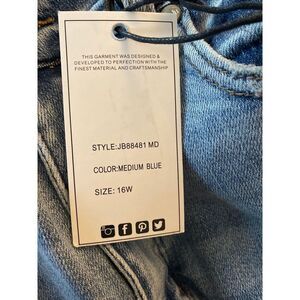 THIS GARMENT WAS DESIGNED &
DEVELOPED TO PERFECTION WITH THE
FINEST MATERIAL AND CRAFTSMANSHIP
STYLE:JB88481 MD
COLOR:MEDIUM BLUE
SIZE: 16W